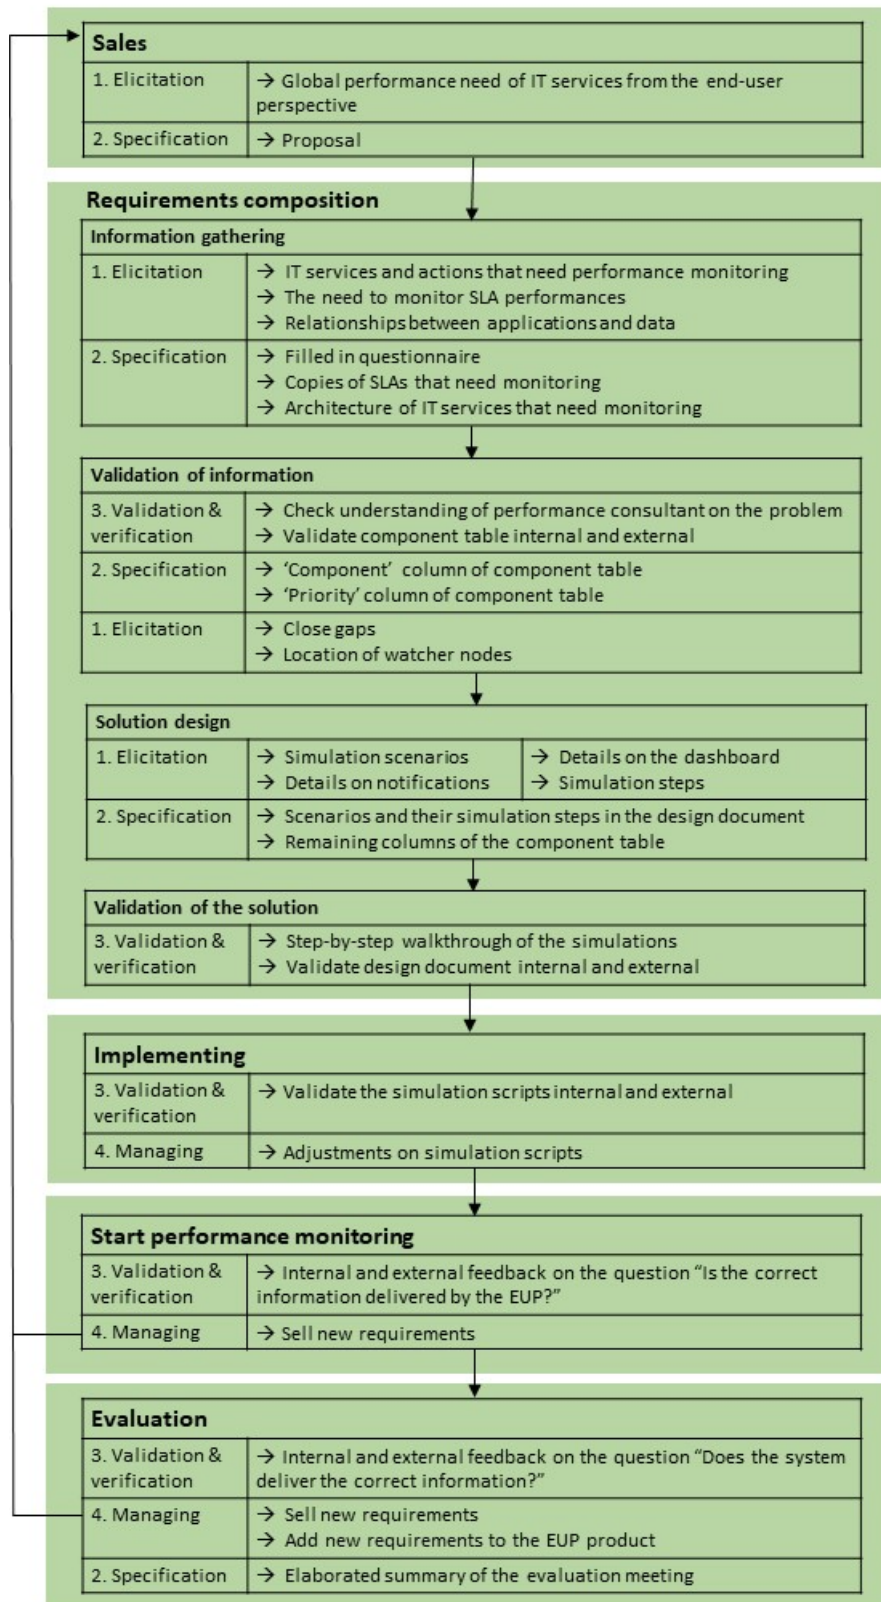 Sales
1. Elicitation
→ Global performance need of IT services from the end-user
perspective
2. Specification
→ Proposal
Requirements composition
Information gathering
1. Elicitation
→ IT services and actions that need performance monitoring
→ The need to monitor SLA performances
→ Relationships between applications and data
2. Specification
→ Filled in questionnaire
→ Copies of SLAs that need monitoring
→ Architecture of IT services that need monitoring
Validation of information
3. Validation &
verification
→ Check understanding of performance consultant on the problem
→ Validate component table internal and external
2. Specification
→ ‘Component’ column of component table
→ ‘Priority’ column of component table
1. Elicitation
→ Close gaps
→ Location of watcher nodes
Solution design
1. Elicitation
→ Simulation scenarios
→ Details on notifications
→ Details on the dashboard
→ Simulation steps
2. Specification
→ Scenarios and their simulation steps in the design document
→ Remaining columns of the component table
Validation of the solution
3. Validation &
verification
→ Step-by-step walkthrough of the simulations
→ Validate design document internal and external
Implementing
3. Validation &
verification
→ Validate the simulation scripts internal and external
4. Managing
→ Adjustments on simulation scripts
Start performance monitoring
3. Validation &
verification
→ Internal and external feedback on the question “Is the correct
information delivered by the EUP?”
4. Managing
→ Sell new requirements
Evaluation
3. Validation &
verification
→ Internal and external feedback on the question “Does the system
deliver the correct information?”
4. Managing
→ Sell new requirements
→ Add new requirements to the EUP product
2. Specification
→ Elaborated summary of the evaluation meeting